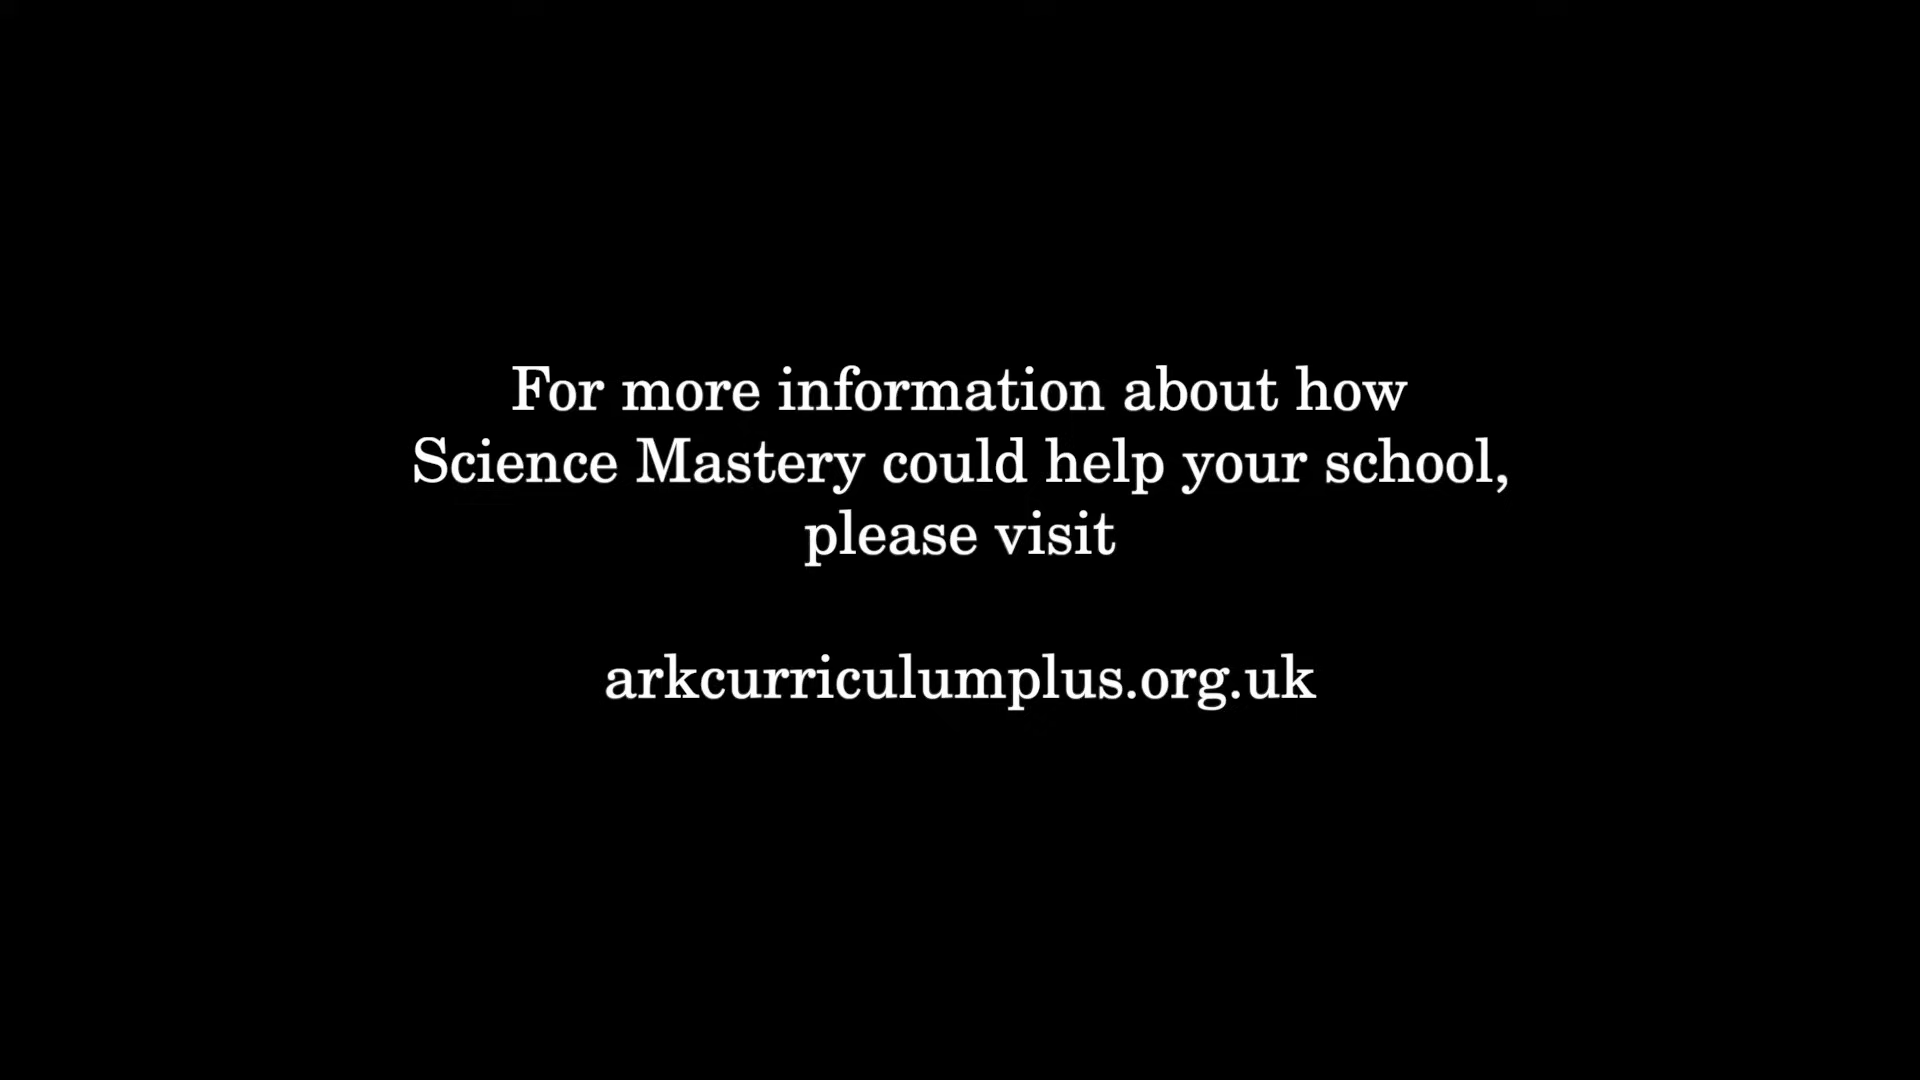 For more information about how
Science Mastery could help your school,
please visit
arkcurriculumplus.org.uk